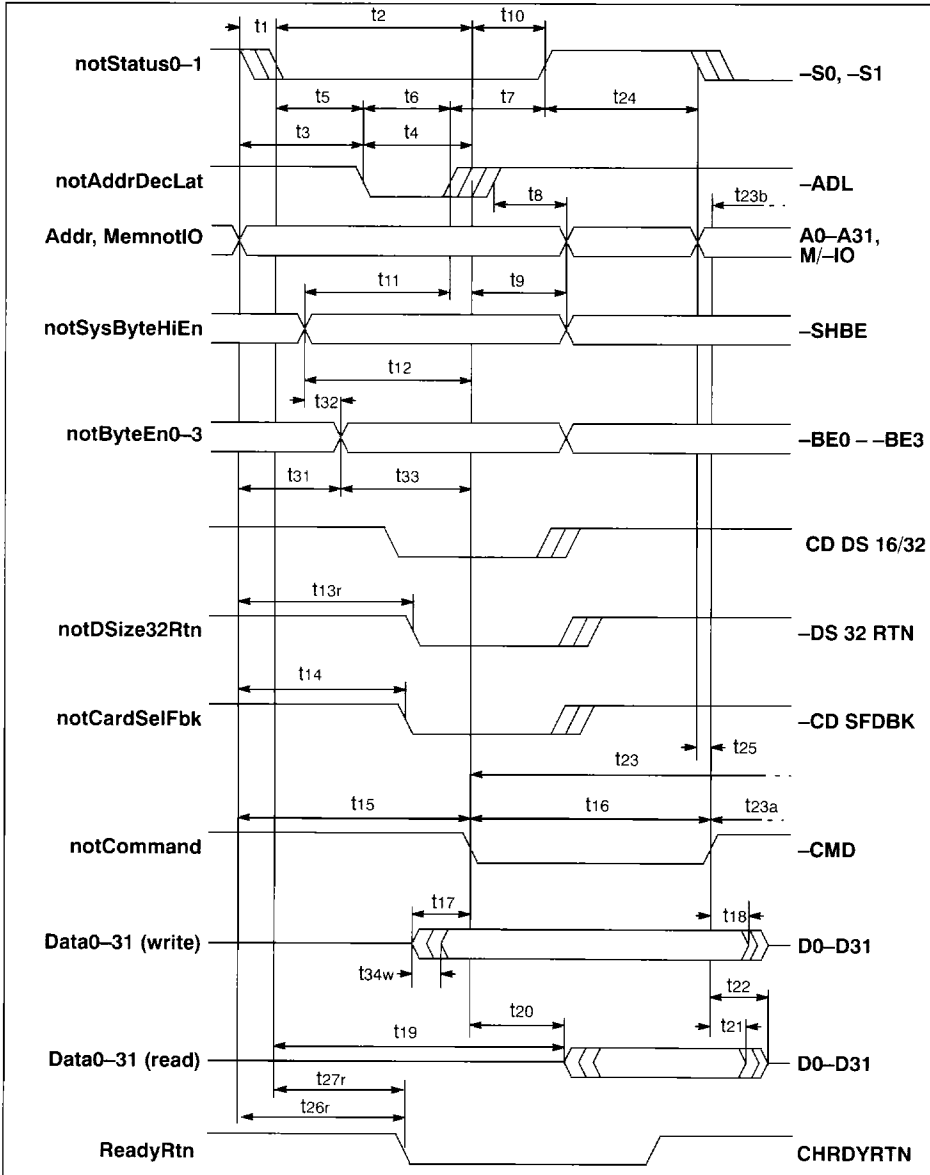 t1 t2 t10
notStatus0–1 –S0, –S1
t5 t6 t7 t24
t3 t4
notAddrDecLat –ADL
t8 t23b
Addr, MemnotIO A0–A31,
M/–IO
t11 t9
notSysByteHiEn –SHBE
t12
t32
notByteEn0–3 –BE0 – –BE3
t31 t33
CD DS 16/32
t13r
notDSize32Rtn –DS 32 RTN
t14
notCardSelFbk –CD SFDBK
t23 t25
t15 t16 t23a
notCommand –CMD
t17 t18
Data0–31 (write) D0–D31
t34w t22
t20 t21
t19
Data0–31 (read) D0–D31
t27r
t26r
ReadyRtn CHRDYRTN